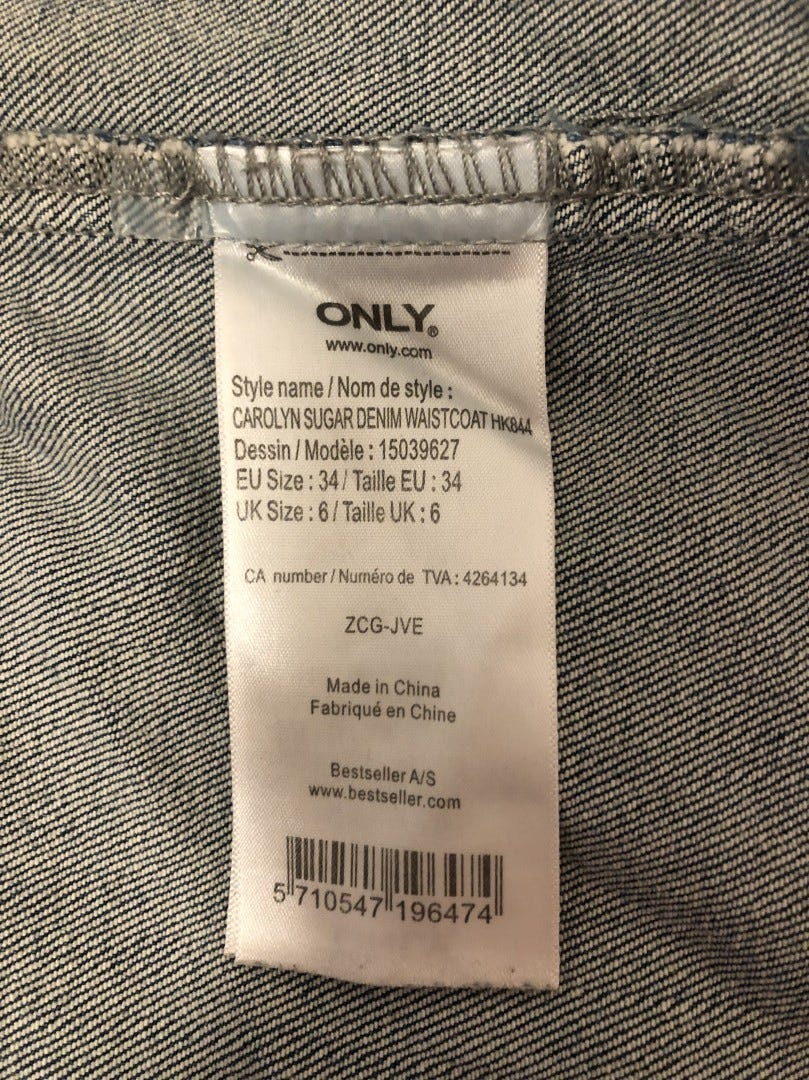 ONLY®
www.only.com
Style name / Nom de style :
CAROLYN SUGAR DENIM WAISTCOAT HK844
Dessin / Modèle : 15039627
EU Size : 34 / Taille EU : 34
UK Size : 6 / Taille UK : 6
CA number / Numéro de TVA : 4264134
ZCG-JVE
Made in China
Fabriqué en Chine
Bestseller A/S
www.bestseller.com
5 710547 196474